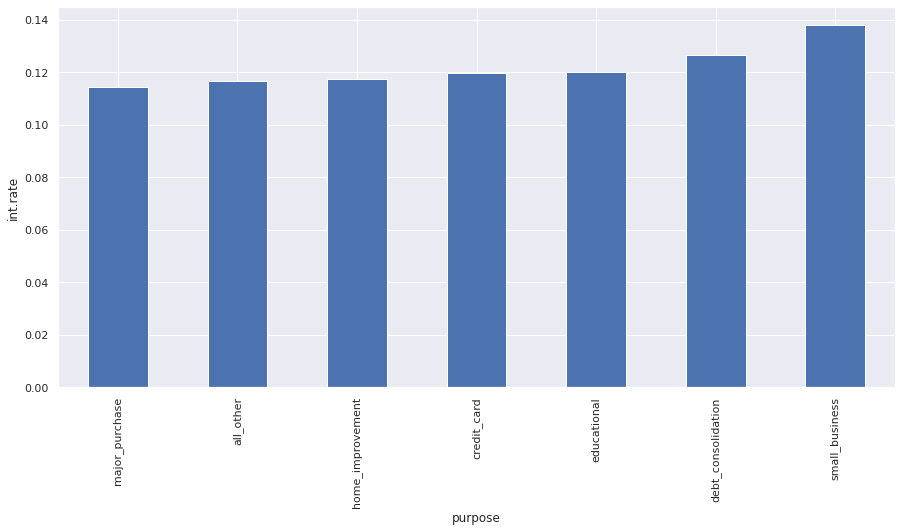 0.14
0.12
0.10
0.08
0.06
0.04
0.02
0.00
int.rate
major_purchase
all_other
home_improvement
credit_card
educational
debt_consolidation
small_business
purpose